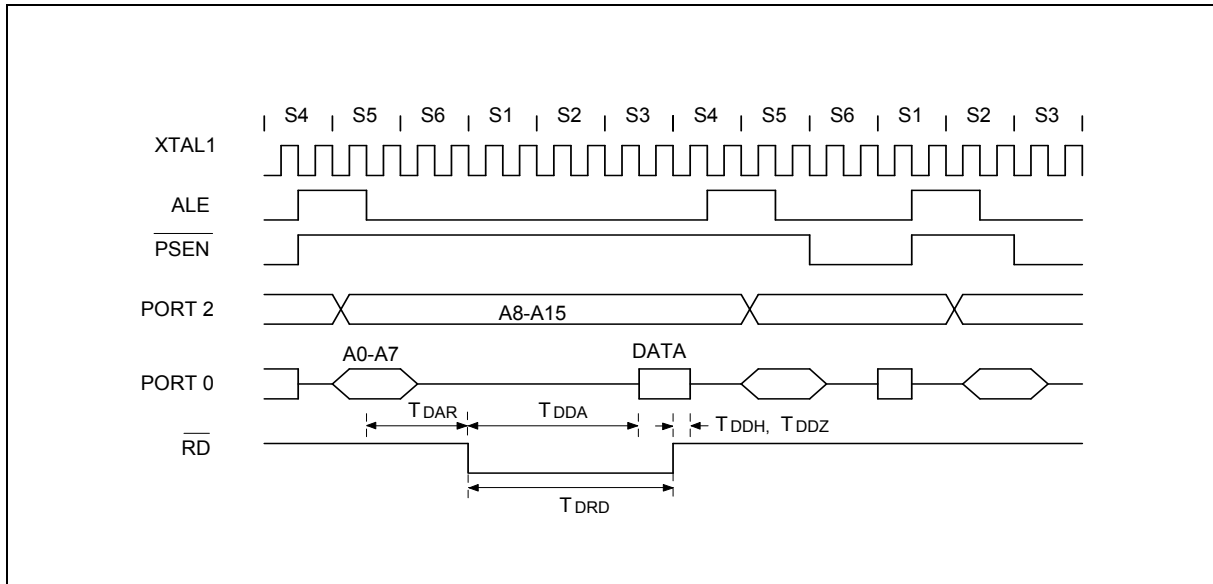 S4 S5 S6 S1 S2 S3 S4 S5 S6 S1 S2 S3
XTAL1
ALE
PSEN
PORT 2
A8-A15
A0-A7
DATA
PORT 0
TDAR
TDDA
TDDH, TDDZ
RD
TDRD